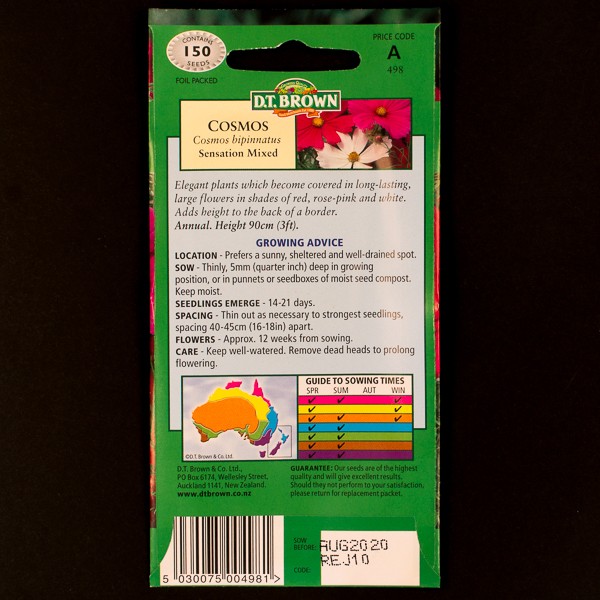 CONTAINS
150
SEEDS
FOIL PACKED
PRICE CODE
A
498
D.T. BROWN
COSMOS
Cosmos bipinnatus
Sensation Mixed
Elegant plants which become covered in long-lasting,
large flowers in shades of red, rose-pink and white.
Adds height to the back of a border.
Annual. Height 90cm (3ft).
GROWING ADVICE
LOCATION - Prefers a sunny, sheltered and well-drained spot.
SOW - Thinly, 5mm (quarter inch) deep in growing
position, or in punnets or seedboxes of moist seed compost.
Keep moist.
SEEDLINGS EMERGE - 14-21 days.
SPACING - Thin out as necessary to strongest seedlings,
spacing 40-45cm (16-18in) apart.
FLOWERS - Approx. 12 weeks from sowing.
CARE - Keep well-watered. Remove dead heads to prolong
flowering.
GUIDE TO SOWING TIMES
SPR SUM AUT WIN
©D.T. Brown & Co. Ltd.
D.T. Brown & Co. Ltd.,
PO Box 6174, Wellesley Street,
Auckland 1141, New Zealand.
www.dtbrown.co.nz
GUARANTEE: Our seeds are of the highest
quality and will give excellent results.
Should they not perform to your satisfaction,
please return for replacement packet.
SOW
BEFORE: AUG2020
REJ10
CODE:
5 030075 004981 >